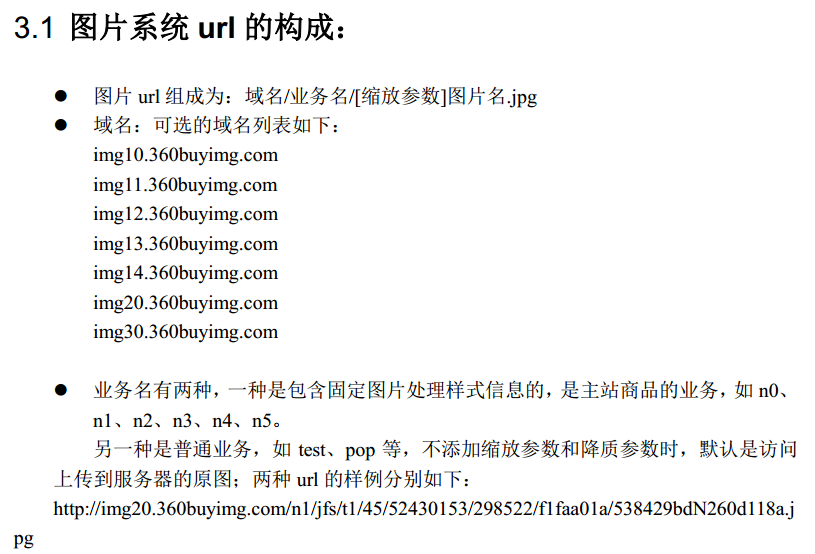 3.1 图片系统 url 的构成：
● 图片 url 组成为：域名/业务名/[缩放参数]图片名.jpg
● 域名：可选的域名列表如下：
img10.360buyimg.com
img11.360buyimg.com
img12.360buyimg.com
img13.360buyimg.com
img14.360buyimg.com
img20.360buyimg.com
img30.360buyimg.com
● 业务名有两种，一种是包含固定图片处理样式信息的，是主站商品的业务，如 n0、
n1、n2、n3、n4、n5。
另一种是普通业务，如 test、pop 等，不添加缩放参数和降质参数时，默认是访问
上传到服务器的原图；两种 url 的样例分别如下：
http://img20.360buyimg.com/n1/jfs/t1/45/52430153/298522/f1faa01a/538429bdN260d118a.j
pg